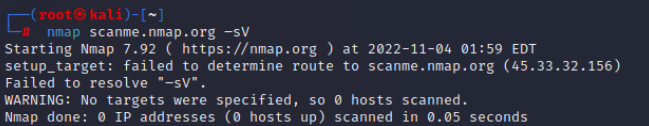 ┌──(root㉿kali)-[~]
└─# nmap scanme.nmap.org —sV
Starting Nmap 7.92 ( https://nmap.org ) at 2022-11-04 01:59 EDT
setup_target: failed to determine route to scanme.nmap.org (45.33.32.156)
Failed to resolve "—sV".
WARNING: No targets were specified, so 0 hosts scanned.
Nmap done: 0 IP addresses (0 hosts up) scanned in 0.05 seconds